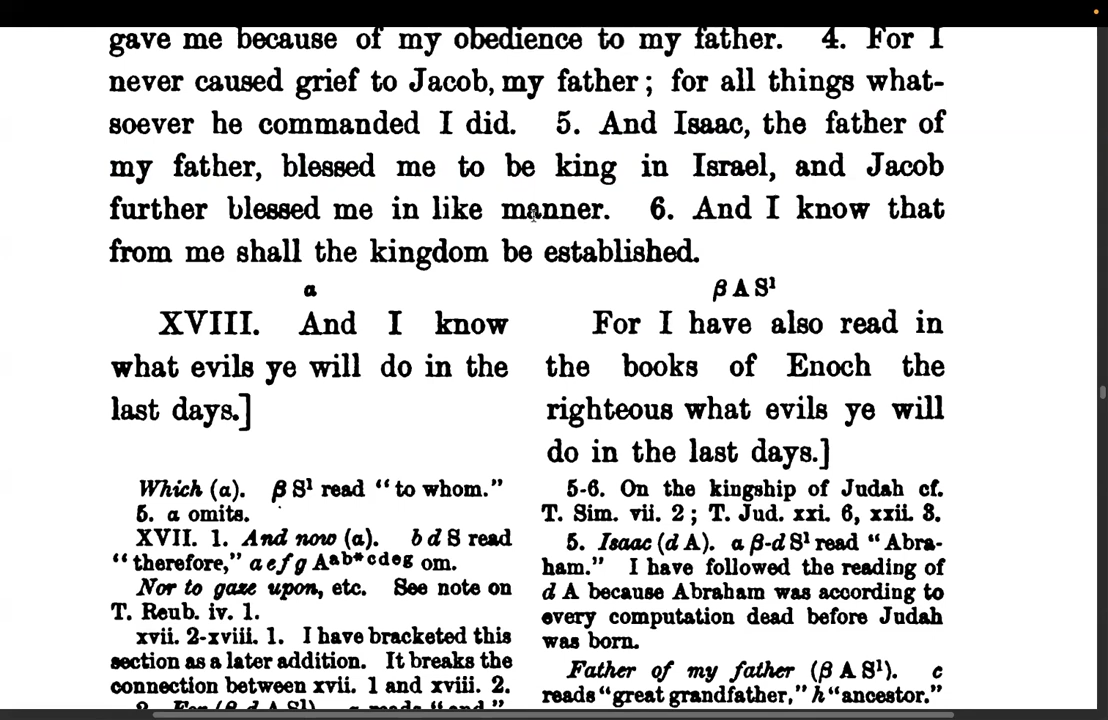 gave me because of my obedience to my father. 4. For I
never caused grief to Jacob, my father; for all things what-
soever he commanded I did. 5. And Isaac, the father of
my father, blessed me to be king in Israel, and Jacob
further blessed me in like manner. 6. And I know that
from me shall the kingdom be established.
α
XVIII. And I know
what evils ye will do in the
last days.]
β A S¹
For I have also read in
the books of Enoch the
righteous what evils ye will
do in the last days.]
Which (α). β S¹ read "to whom."
5. α omits.
XVII. 1. And now (α). b d S read
"therefore," a e f g Aᵃᵇ*ᶜᵈᵉᵍ om.
Nor to gaze upon, etc. See note on
T. Reub. iv. 1.
xvii. 2-xviii. 1. I have bracketed this
section as a later addition. It breaks the
connection between xvii. 1 and xviii. 2.
5-6. On the kingship of Judah cf.
T. Sim. vii. 2; T. Jud. xxi. 6, xxii. 3.
5. Isaac (d A). α β-d S¹ read "Abra-
ham." I have followed the reading of
d A because Abraham was according to
every computation dead before Judah
was born.
Father of my father (β A S¹). c
reads "great grandfather," h "ancestor."